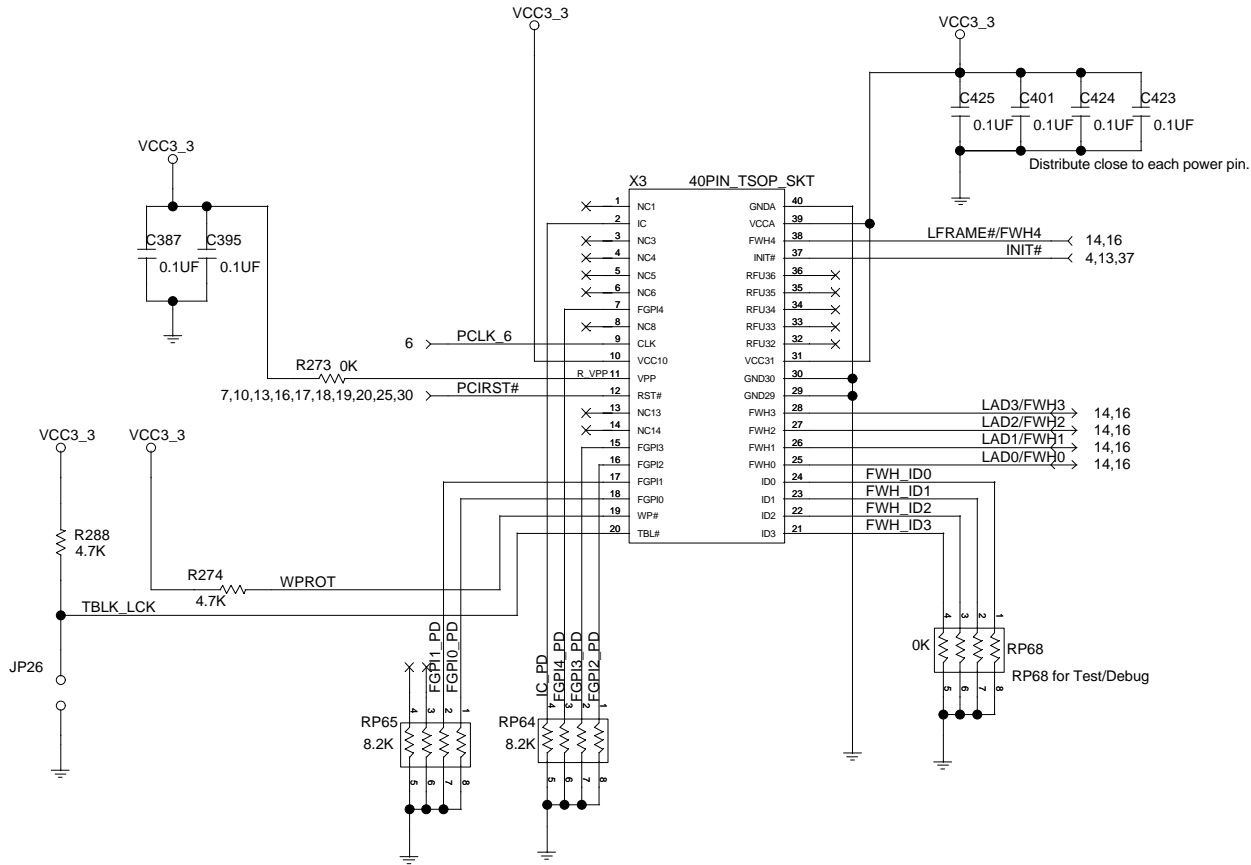 VCC3_3
VCC3_3
C425
C401
C424
C423
0.1UF
0.1UF
0.1UF
0.1UF
Distribute close to each power pin.
VCC3_3
C387
C395
0.1UF
0.1UF
X3
40PIN_TSOP_SKT
1 NC1 GNDA 40
2 IC VCCA 39
3 NC3 FWH4 38 LFRAME#/FWH4 14,16
4 NC4 INIT# 37 INIT# 4,13,37
5 NC5 RFU36 36
6 NC6 RFU35 35
7 FGPI4 RFU34 34
8 NC8 RFU33 33
6 PCLK_6 9 CLK RFU32 32
10 VCC10 VCC31 31
R273 0K R_VPP 11 VPP GND30 30
7,10,13,16,17,18,19,20,25,30 PCIRST# 12 RST# GND29 29
13 NC13 FWH3 28 LAD3/FWH3 14,16
14 NC14 FWH2 27 LAD2/FWH2 14,16
15 FGPI3 FWH1 26 LAD1/FWH1 14,16
16 FGPI2 FWH0 25 LAD0/FWH0 14,16
17 FGPI1 ID0 24 FWH_ID0
18 FGPI0 ID1 23 FWH_ID1
19 WP# ID2 22 FWH_ID2
20 TBL# ID3 21 FWH_ID3
VCC3_3
VCC3_3
R288
4.7K
R274
4.7K
WPROT
TBLK_LCK
JP26
FGPI1_PD
FGPI0_PD
IC_PD
FGPI4_PD
FGPI3_PD
FGPI2_PD
4 3 2 1
RP65
8.2K
5 6 7 8
4 3 2 1
RP64
8.2K
5 6 7 8
4 3 2 1
0K
RP68
RP68 for Test/Debug
5 6 7 8